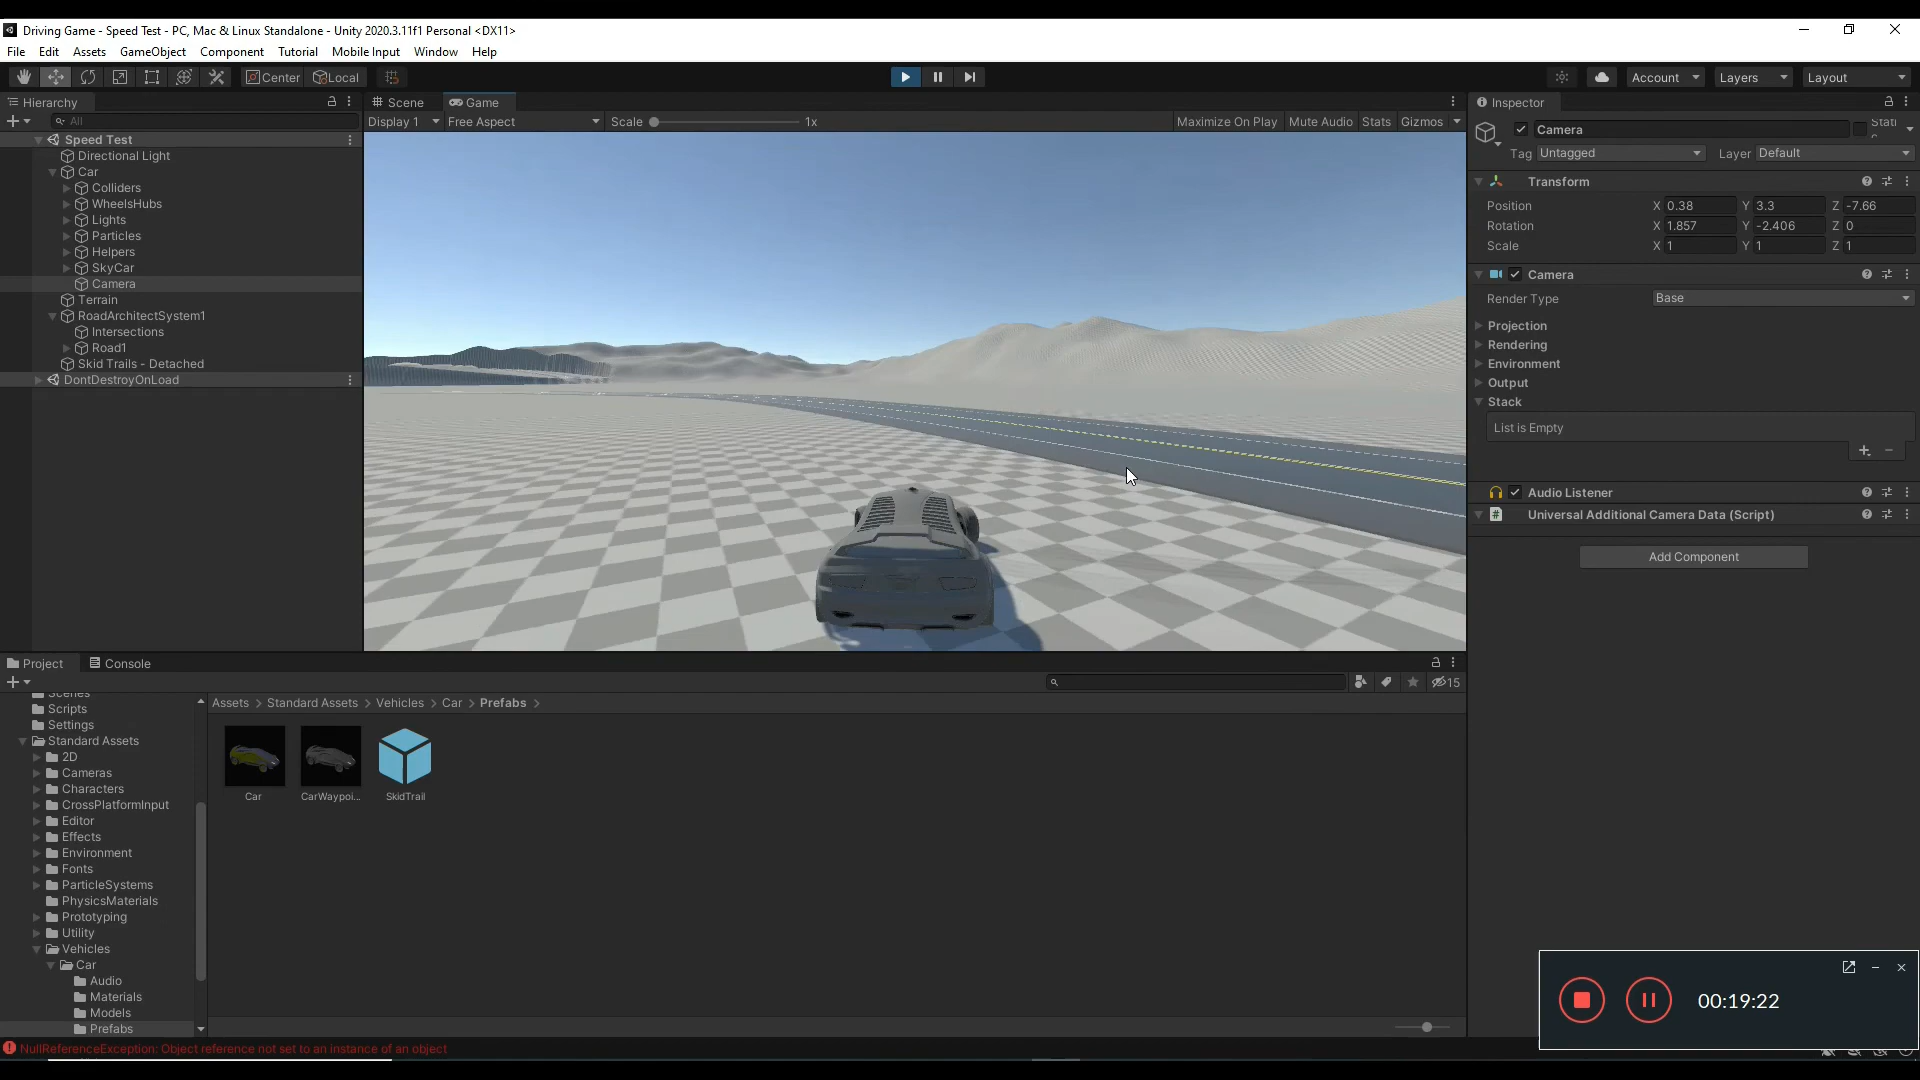 Driving Game - Speed Test - PC, Mac & Linux Standalone - Unity 2020.3.11f1 Personal <DX11>
File Edit Assets GameObject Component Tutorial Mobile Input Window Help
Center Local Account Layers Layout
Hierarchy
All
Speed Test
Directional Light
Car
Colliders
WheelsHubs
Lights
Particles
Helpers
SkyCar
Camera
Terrain
RoadArchitectSystem1
Intersections
Road1
Skid Trails - Detached
DontDestroyOnLoad
Scene Game
Display 1 Free Aspect Scale 1x Maximize On Play Mute Audio Stats Gizmos
Inspector
Camera Stati
Tag Untagged Layer Default
Transform
Position X 0.38 Y 3.3 Z -7.66
Rotation X 1.857 Y -2.406 Z 0
Scale X 1 Y 1 Z 1
Camera
Render Type Base
Projection
Rendering
Environment
Output
Stack
List is Empty
Audio Listener
# Universal Additional Camera Data (Script)
Add Component
Project Console
15
Scenes
Scripts
Settings
Standard Assets
2D
Cameras
Characters
CrossPlatformInput
Editor
Effects
Environment
Fonts
ParticleSystems
PhysicsMaterials
Prototyping
Utility
Vehicles
Car
Audio
Materials
Models
Prefabs
Assets > Standard Assets > Vehicles > Car > Prefabs >
Car CarWaypoi... SkidTrail
00:19:22
NullReferenceException: Object reference not set to an instance of an object